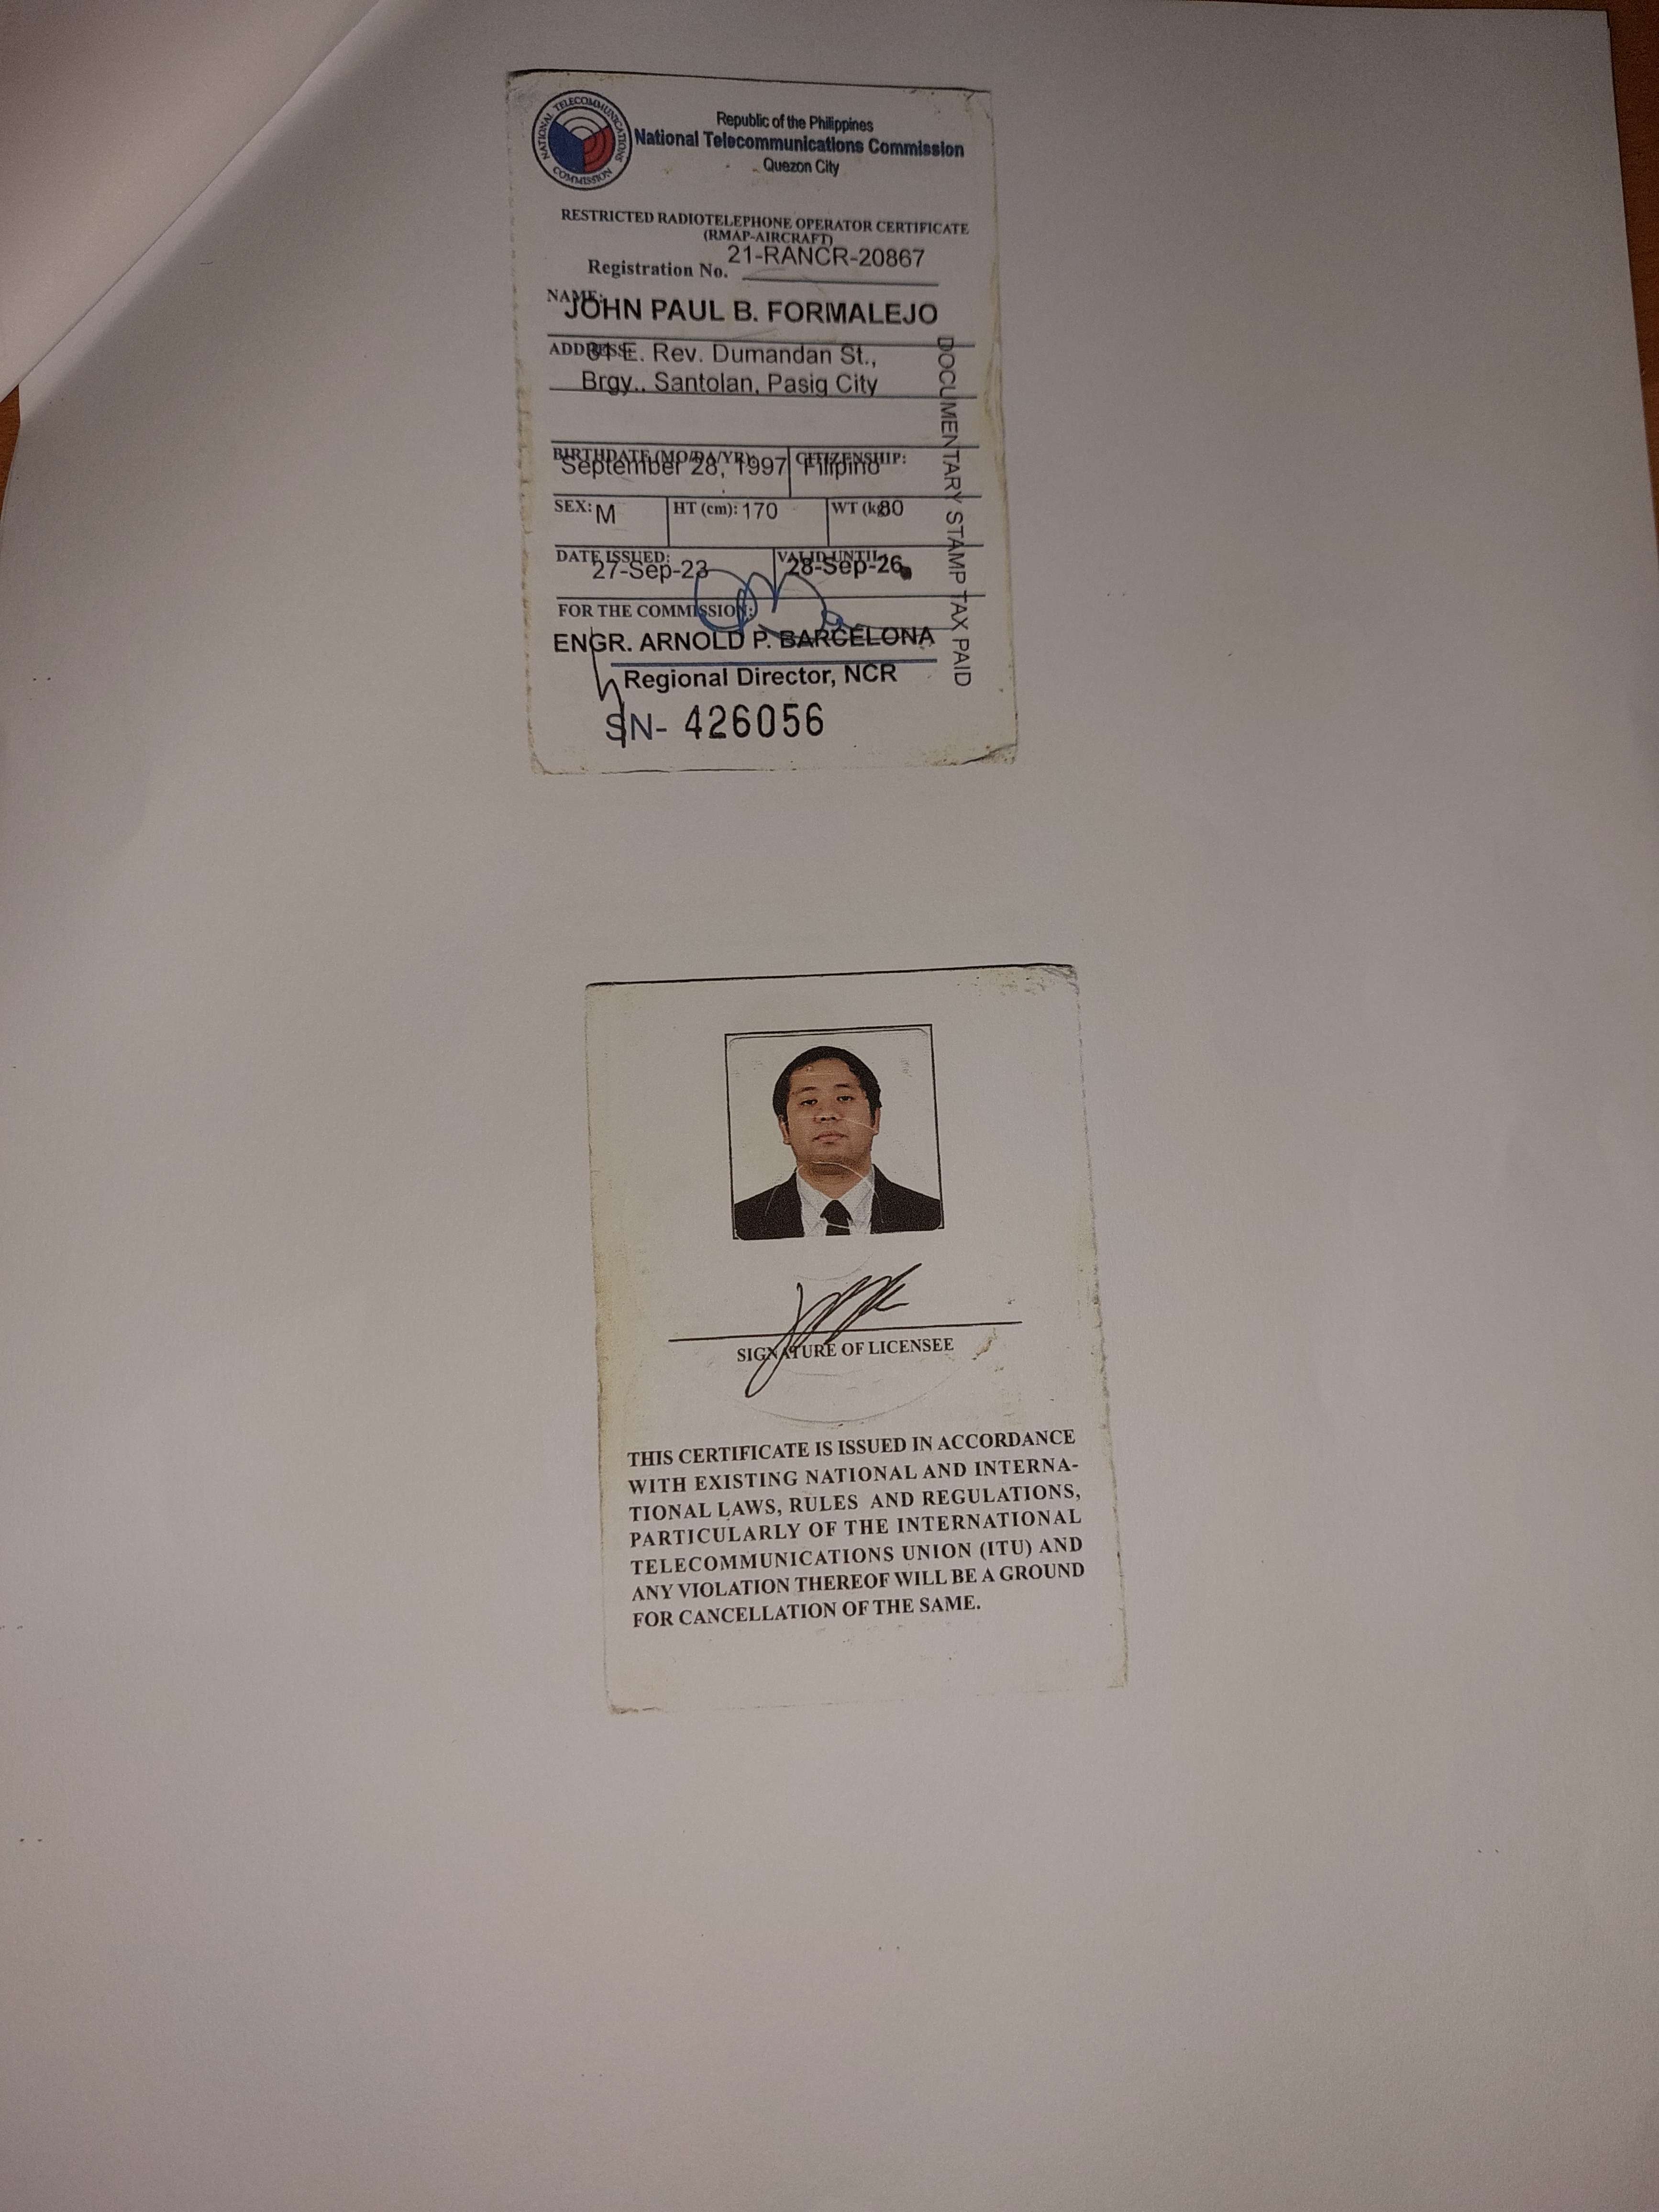 NATIONAL TELECOMMUNICATIONS COMMISSION
Republic of the Philippines
National Telecommunications Commission
Quezon City
RESTRICTED RADIOTELEPHONE OPERATOR CERTIFICATE
(RMAP-AIRCRAFT)
Registration No. 21-RANCR-20867
NAME: JOHN PAUL B. FORMALEJO
ADDRESS: E. Rev. Dumandan St.,
Brgy., Santolan, Pasig City
BIRTHDATE (MO/DA/YR): September 28, 1997 CITIZENSHIP: Filipino
SEX: M HT (cm): 170 WT (kg 80
DATE ISSUED: 27-Sep-23 VALID UNTIL 28-Sep-26
FOR THE COMMISSION:
ENGR. ARNOLD P. BARCELONA
Regional Director, NCR
SN- 426056
DOCUMENTARY STAMP TAX PAID
SIGNATURE OF LICENSEE
THIS CERTIFICATE IS ISSUED IN ACCORDANCE
WITH EXISTING NATIONAL AND INTERNA-
TIONAL LAWS, RULES AND REGULATIONS,
PARTICULARLY OF THE INTERNATIONAL
TELECOMMUNICATIONS UNION (ITU) AND
ANY VIOLATION THEREOF WILL BE A GROUND
FOR CANCELLATION OF THE SAME.